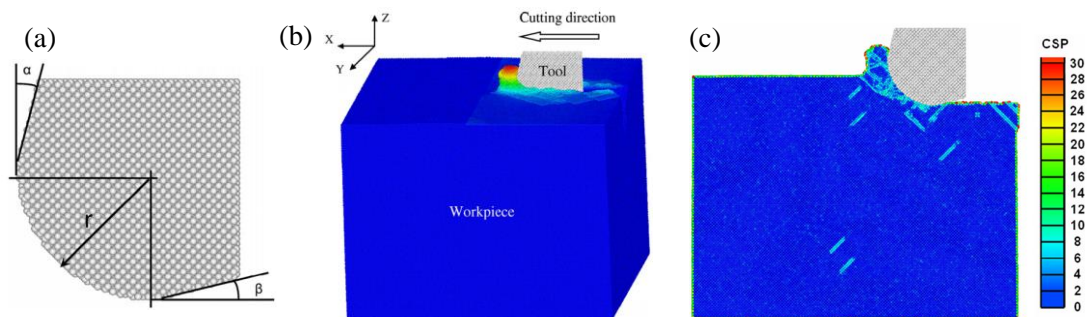 (a)
α
r
β
(b)
Z
X
Y
Cutting direction
Tool
Workpiece
(c)
CSP
30
28
26
24
22
20
18
16
14
12
10
8
6
4
2
0